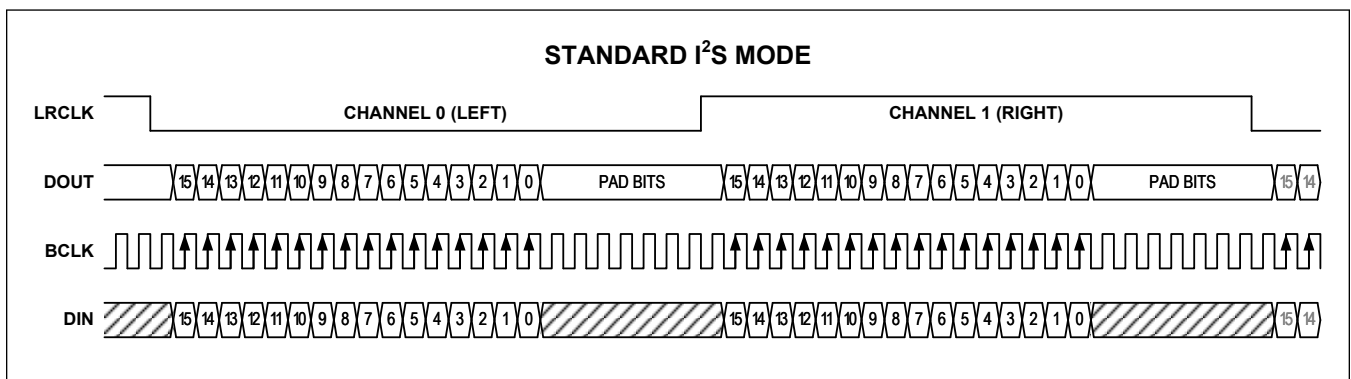 STANDARD I²S MODE
LRCLK CHANNEL 0 (LEFT) CHANNEL 1 (RIGHT)
DOUT 15 14 13 12 11 10 9 8 7 6 5 4 3 2 1 0 PAD BITS 15 14 13 12 11 10 9 8 7 6 5 4 3 2 1 0 PAD BITS 15 14
BCLK
DIN 15 14 13 12 11 10 9 8 7 6 5 4 3 2 1 0 15 14 13 12 11 10 9 8 7 6 5 4 3 2 1 0 15 14